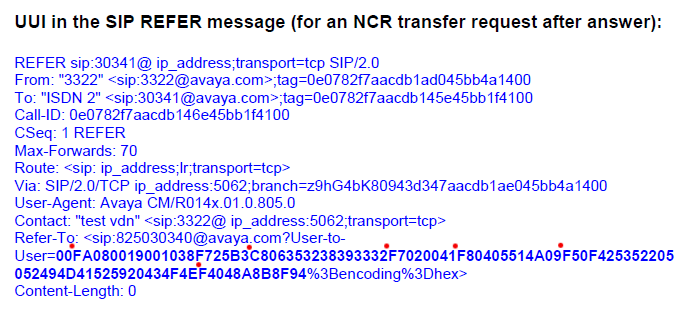 UUI in the SIP REFER message (for an NCR transfer request after answer):
REFER sip:30341@ ip_address;transport=tcp SIP/2.0
From: "3322" <sip:3322@avaya.com>;tag=0e0782f7aacdb1ad045bb4a1400
To: "ISDN 2" <sip:30341@avaya.com>;tag=0e0782f7aacdb145e45bb1f4100
Call-ID: 0e0782f7aacdb146e45bb1f4100
CSeq: 1 REFER
Max-Forwards: 70
Route: <sip: ip_address;lr;transport=tcp>
Via: SIP/2.0/TCP ip_address:5062;branch=z9hG4bK80943d347aacdb1ae045bb4a1400
User-Agent: Avaya CM/R014x.01.0.805.0
Contact: "test vdn" <sip:3322@ ip_address:5062;transport=tcp>
Refer-To: <sip:825030340@avaya.com?User-to-
User=00FA080019001038F725B3C806353238393332F7020041F80405514A09F50F425352205
052494D41525920434F4EF4048A8B8F94%3Bencoding%3Dhex>
Content-Length: 0